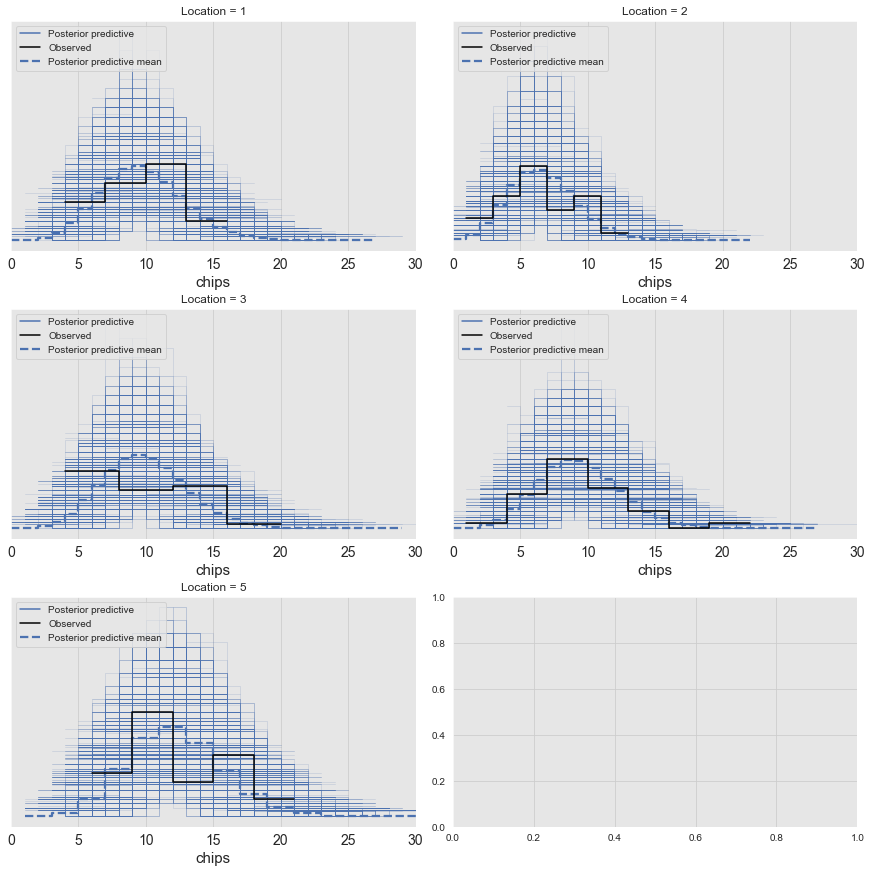 Location = 1
Posterior predictive
Observed
Posterior predictive mean
0 5 10 15 20 25 30
chips
Location = 2
Posterior predictive
Observed
Posterior predictive mean
0 5 10 15 20 25 30
chips
Location = 3
Posterior predictive
Observed
Posterior predictive mean
0 5 10 15 20 25 30
chips
Location = 4
Posterior predictive
Observed
Posterior predictive mean
0 5 10 15 20 25 30
chips
Location = 5
Posterior predictive
Observed
Posterior predictive mean
0 5 10 15 20 25 30
chips
1.0
0.8
0.6
0.4
0.2
0.0
0.0 0.2 0.4 0.6 0.8 1.0